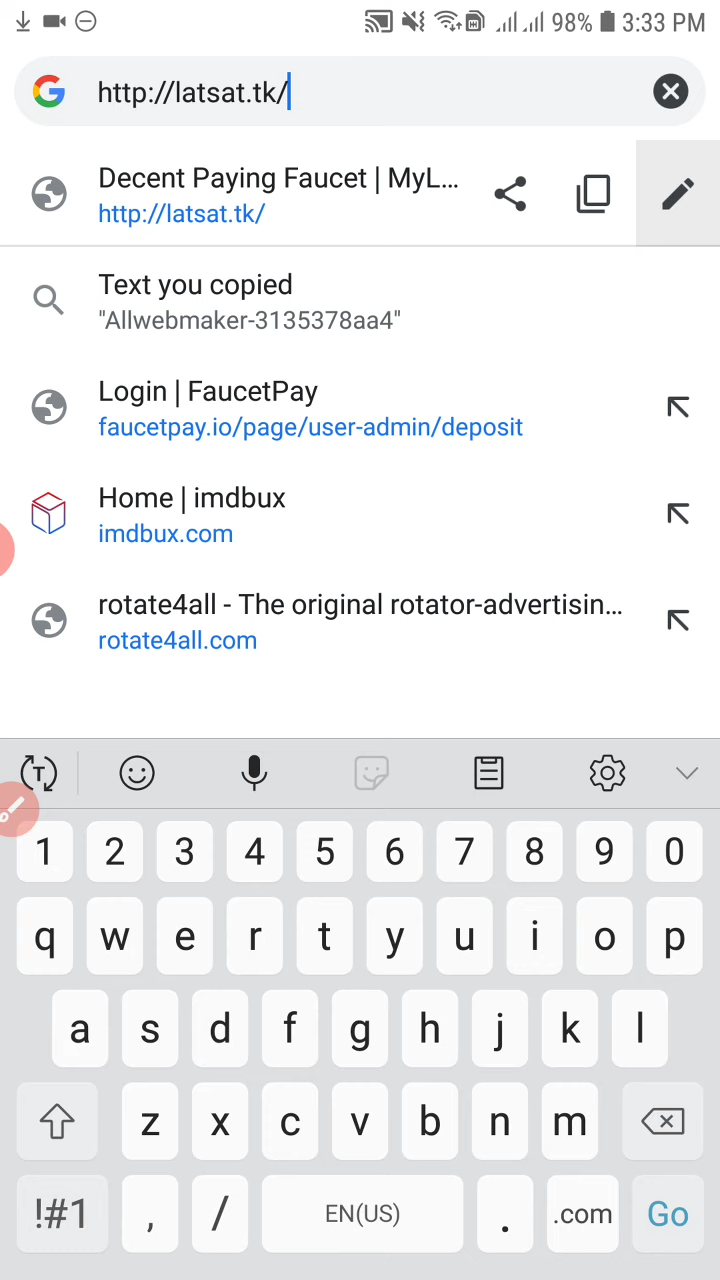 98% 3:33 PM
http://latsat.tk/
Decent Paying Faucet | MyL...
http://latsat.tk/
Text you copied
"Allwebmaker-3135378aa4"
Login | FaucetPay
faucetpay.io/page/user-admin/deposit
Home | imdbux
imdbux.com
rotate4all - The original rotator-advertisin...
rotate4all.com
T
1 2 3 4 5 6 7 8 9 0
q w e r t y u i o p
a s d f g h j k l
z x c v b n m
!#1 , / EN(US) . .com Go